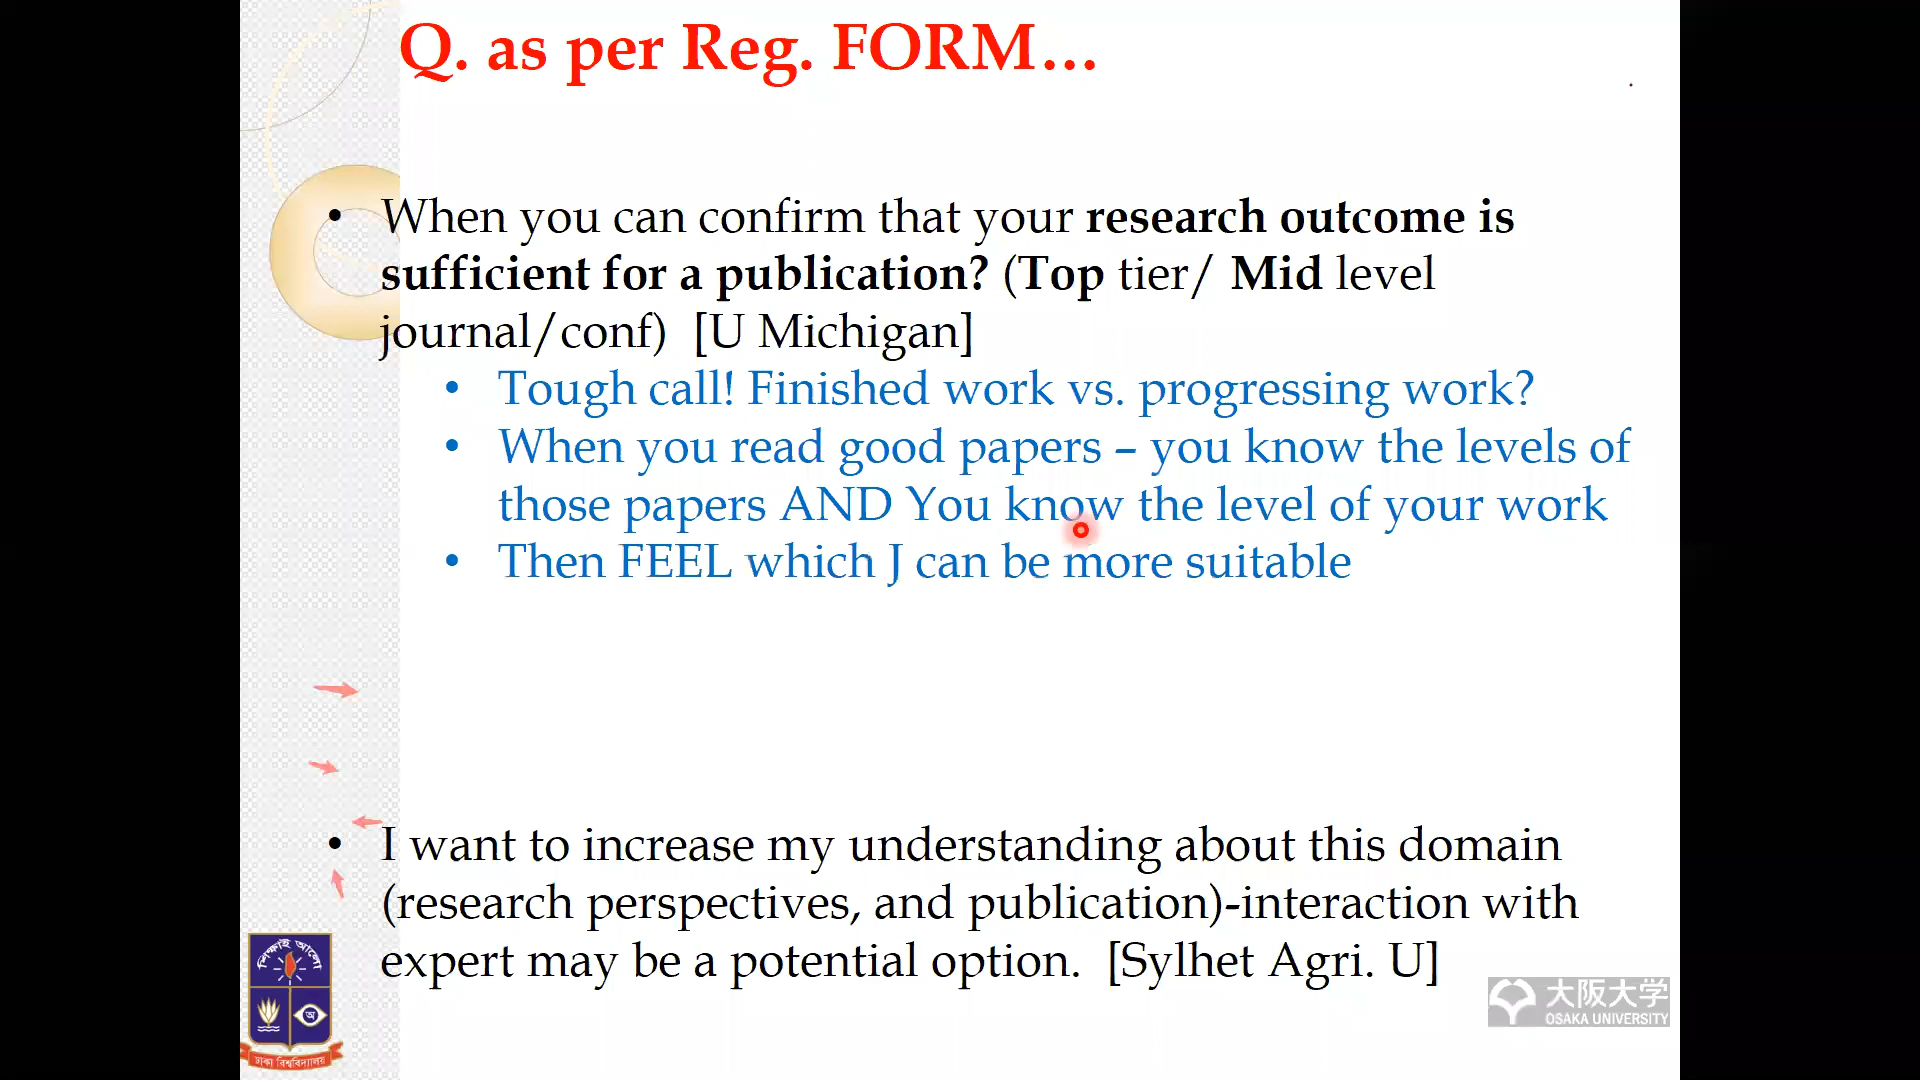 Q. as per Reg. FORM...
• When you can confirm that your research outcome is
sufficient for a publication? (Top tier/ Mid level
journal/conf) [U Michigan]
• Tough call! Finished work vs. progressing work?
• When you read good papers – you know the levels of
those papers AND You know the level of your work
• Then FEEL which J can be more suitable
• I want to increase my understanding about this domain
(research perspectives, and publication)-interaction with
expert may be a potential option. [Sylhet Agri. U]
শিক্ষাই আলো
অ
ঢাকা বিশ্ববিদ্যালয়
大阪大学
OSAKA UNIVERSITY